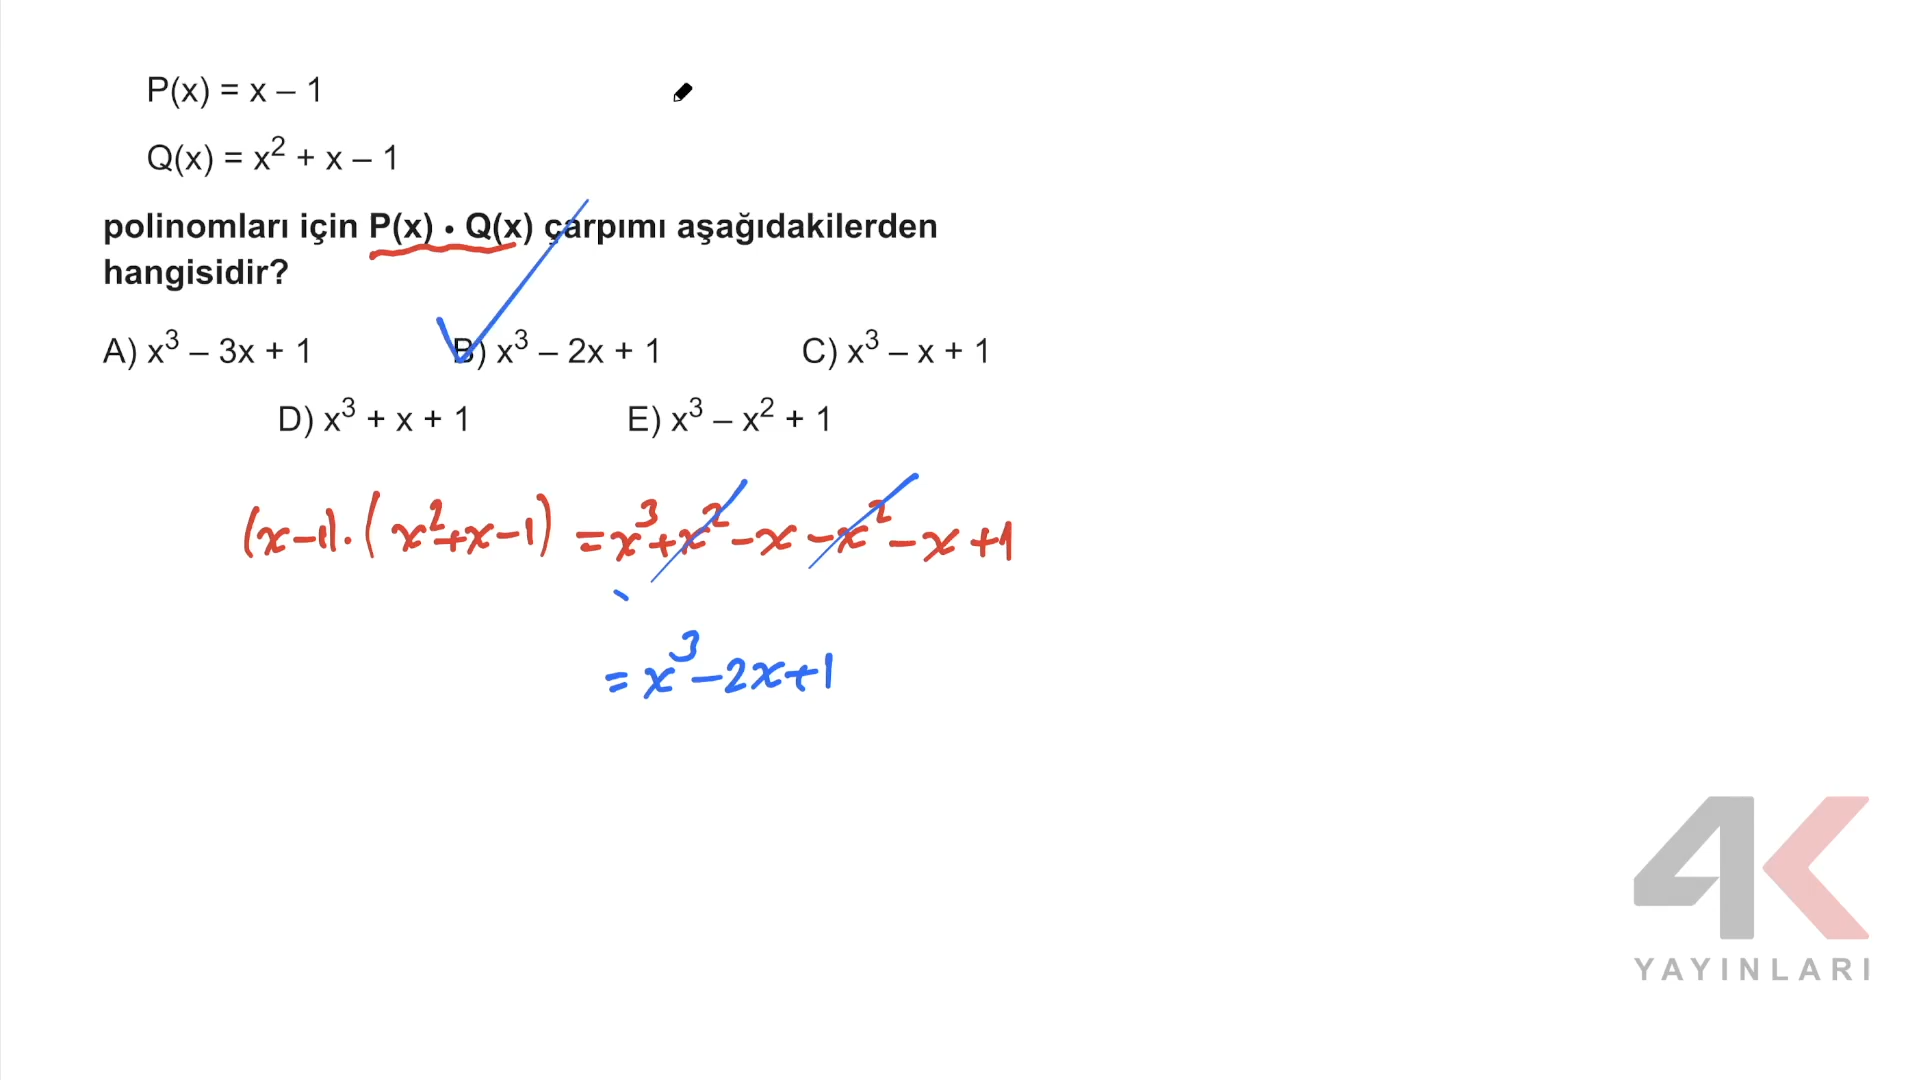 P(x) = x – 1
Q(x) = x² + x – 1
polinomları için P(x) • Q(x) çarpımı aşağıdakilerden
hangisidir?
A) x³ – 3x + 1 B) x³ – 2x + 1 C) x³ – x + 1
D) x³ + x + 1 E) x³ – x² + 1
(x-1).(x²+x-1) = x³+x²-x-x²-x+1
= x³-2x+1
4K
YAYINLARI